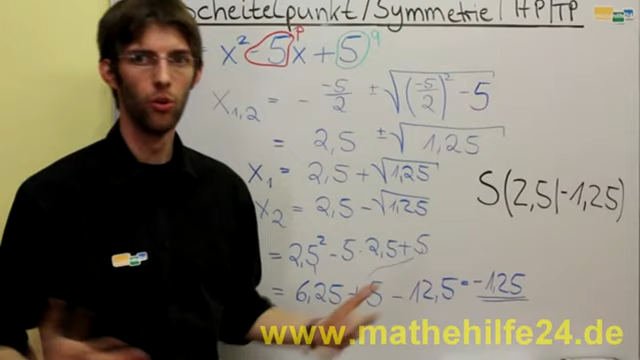 Scheitelpunkt/Symmetrie/HP/TP
= x² - 5x + 5 p q
X₁,₂ = - -5/2 ± √((-5/2)² - 5)
= 2,5 ± √1,25
X₁ = 2,5 + √1,25
X₂ = 2,5 - √1,25
S(2,5|-1,25)
= 2,5² - 5 · 2,5 + 5
= 6,25 + 5 - 12,5 = -1,25
www.mathehilfe24.de